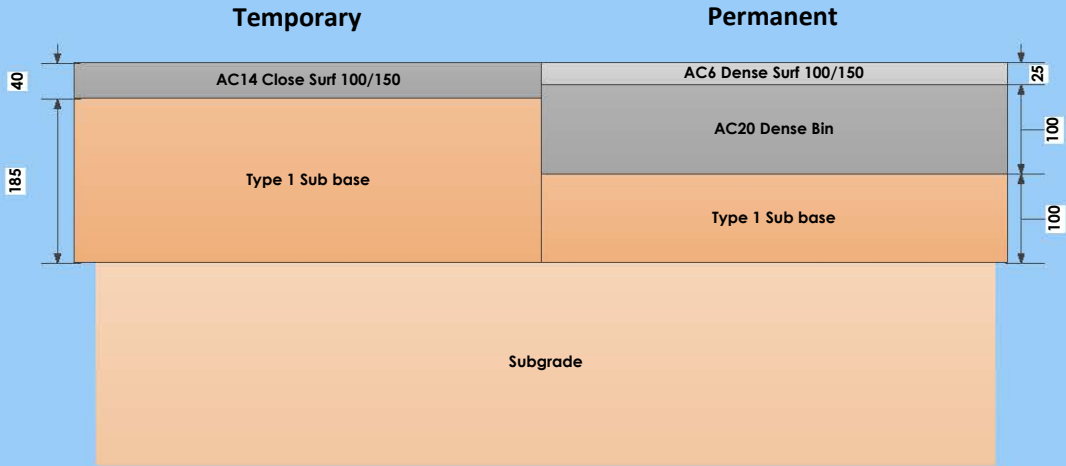 Temporary
Permanent
40
AC14 Close Surf 100/150
AC6 Dense Surf 100/150
25
AC20 Dense Bin
100
185
Type 1 Sub base
Type 1 Sub base
100
Subgrade